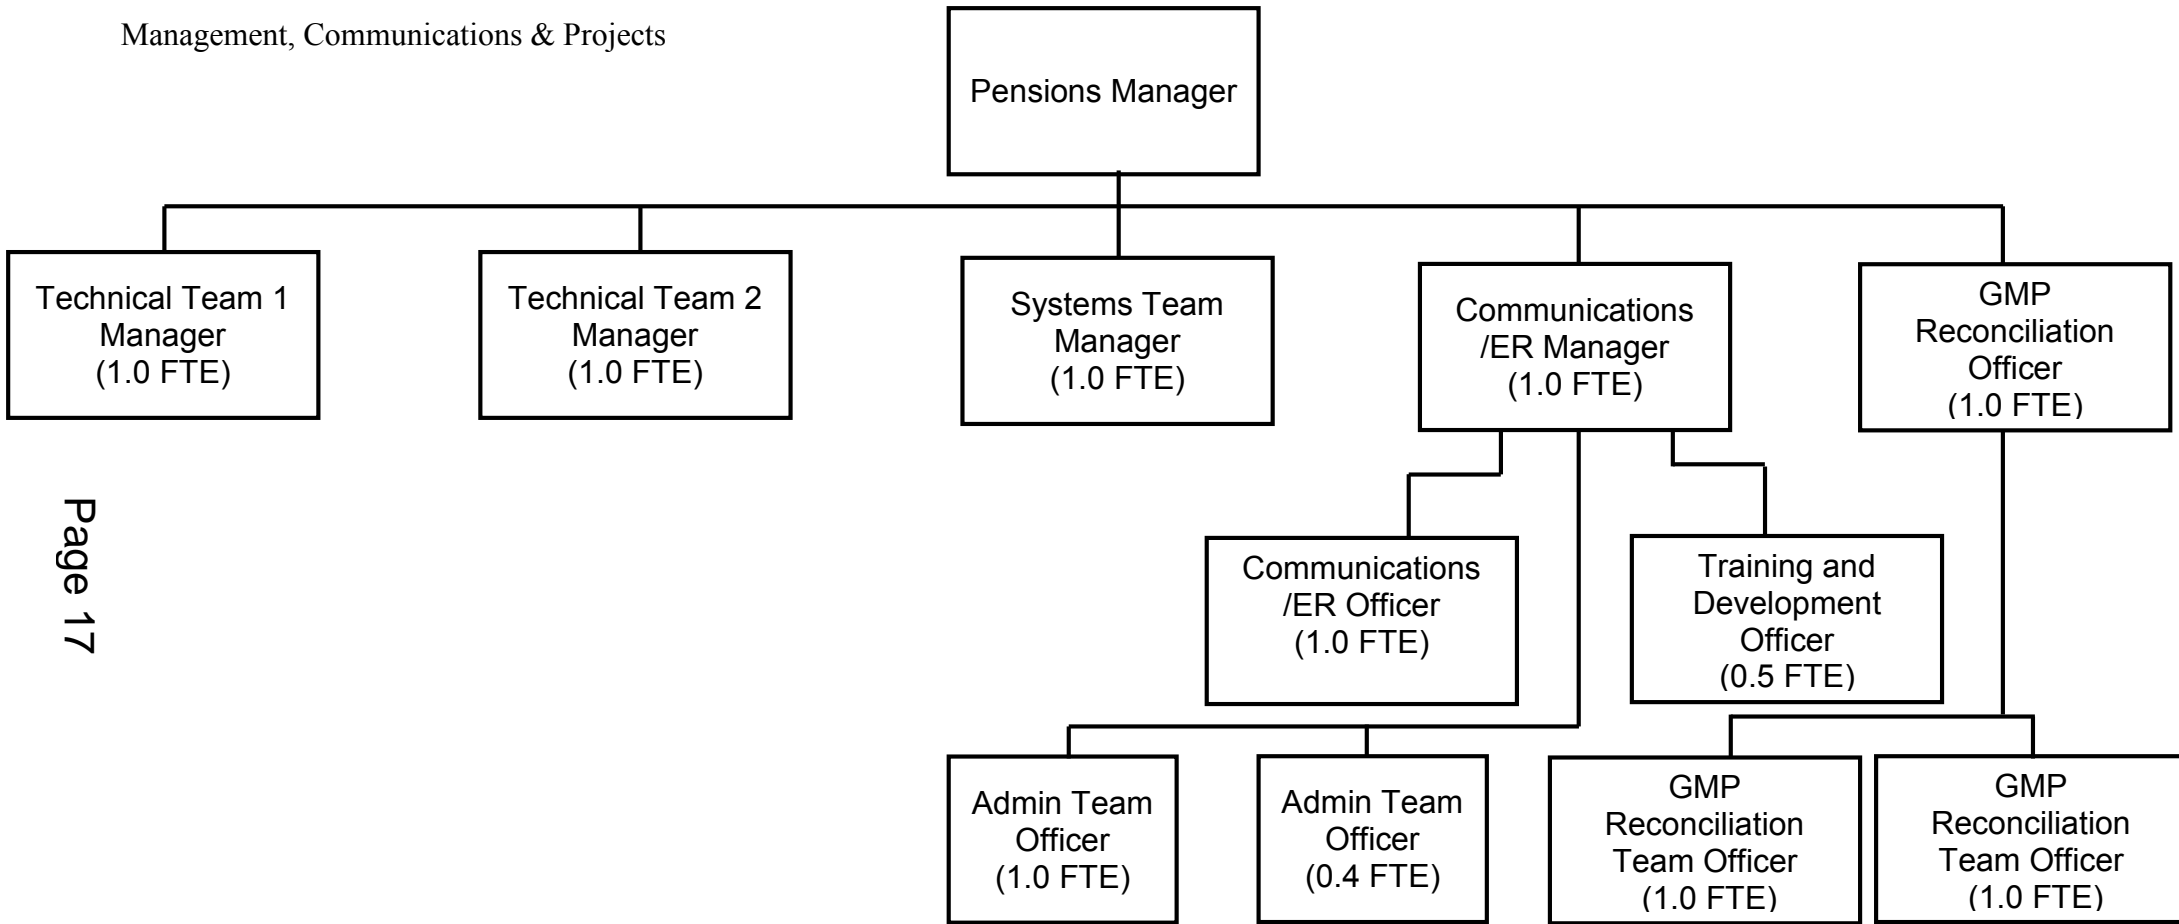 Management, Communications & Projects
Pensions Manager
Technical Team 1
Manager
(1.0 FTE)
Technical Team 2
Manager
(1.0 FTE)
Systems Team
Manager
(1.0 FTE)
Communications
/ER Manager
(1.0 FTE)
GMP
Reconciliation
Officer
(1.0 FTE)
Communications
/ER Officer
(1.0 FTE)
Training and
Development
Officer
(0.5 FTE)
Admin Team
Officer
(1.0 FTE)
Admin Team
Officer
(0.4 FTE)
GMP
Reconciliation
Team Officer
(1.0 FTE)
GMP
Reconciliation
Team Officer
(1.0 FTE)
Page 17